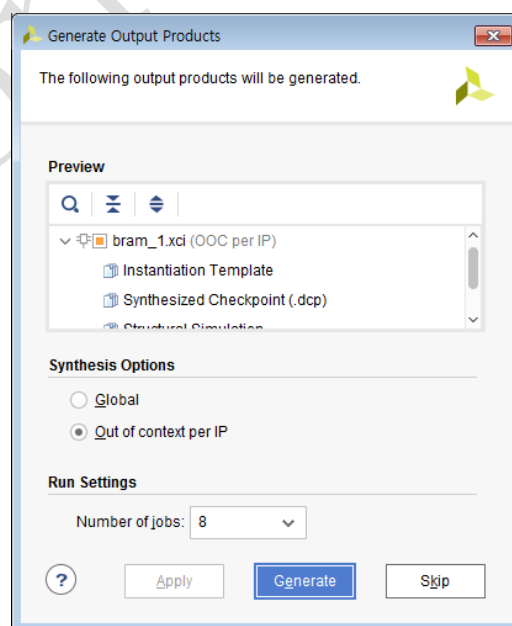 Generate Output Products
The following output products will be generated.
Preview
bram_1.xci (OOC per IP)
Instantiation Template
Synthesized Checkpoint (.dcp)
Structural Simulation
Synthesis Options
Global
Out of context per IP
Run Settings
Number of jobs: 8
? Apply Generate Skip